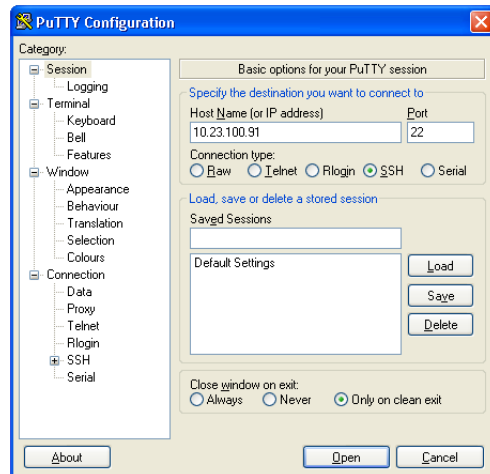 PuTTY Configuration
Category:
Session
Logging
Terminal
Keyboard
Bell
Features
Window
Appearance
Behaviour
Translation
Selection
Colours
Connection
Data
Proxy
Telnet
Rlogin
SSH
Serial
Basic options for your PuTTY session
Specify the destination you want to connect to
Host Name (or IP address) Port
10.23.100.91 22
Connection type:
Raw Telnet Rlogin SSH Serial
Load, save or delete a stored session
Saved Sessions
Default Settings
Load
Save
Delete
Close window on exit:
Always Never Only on clean exit
About Open Cancel